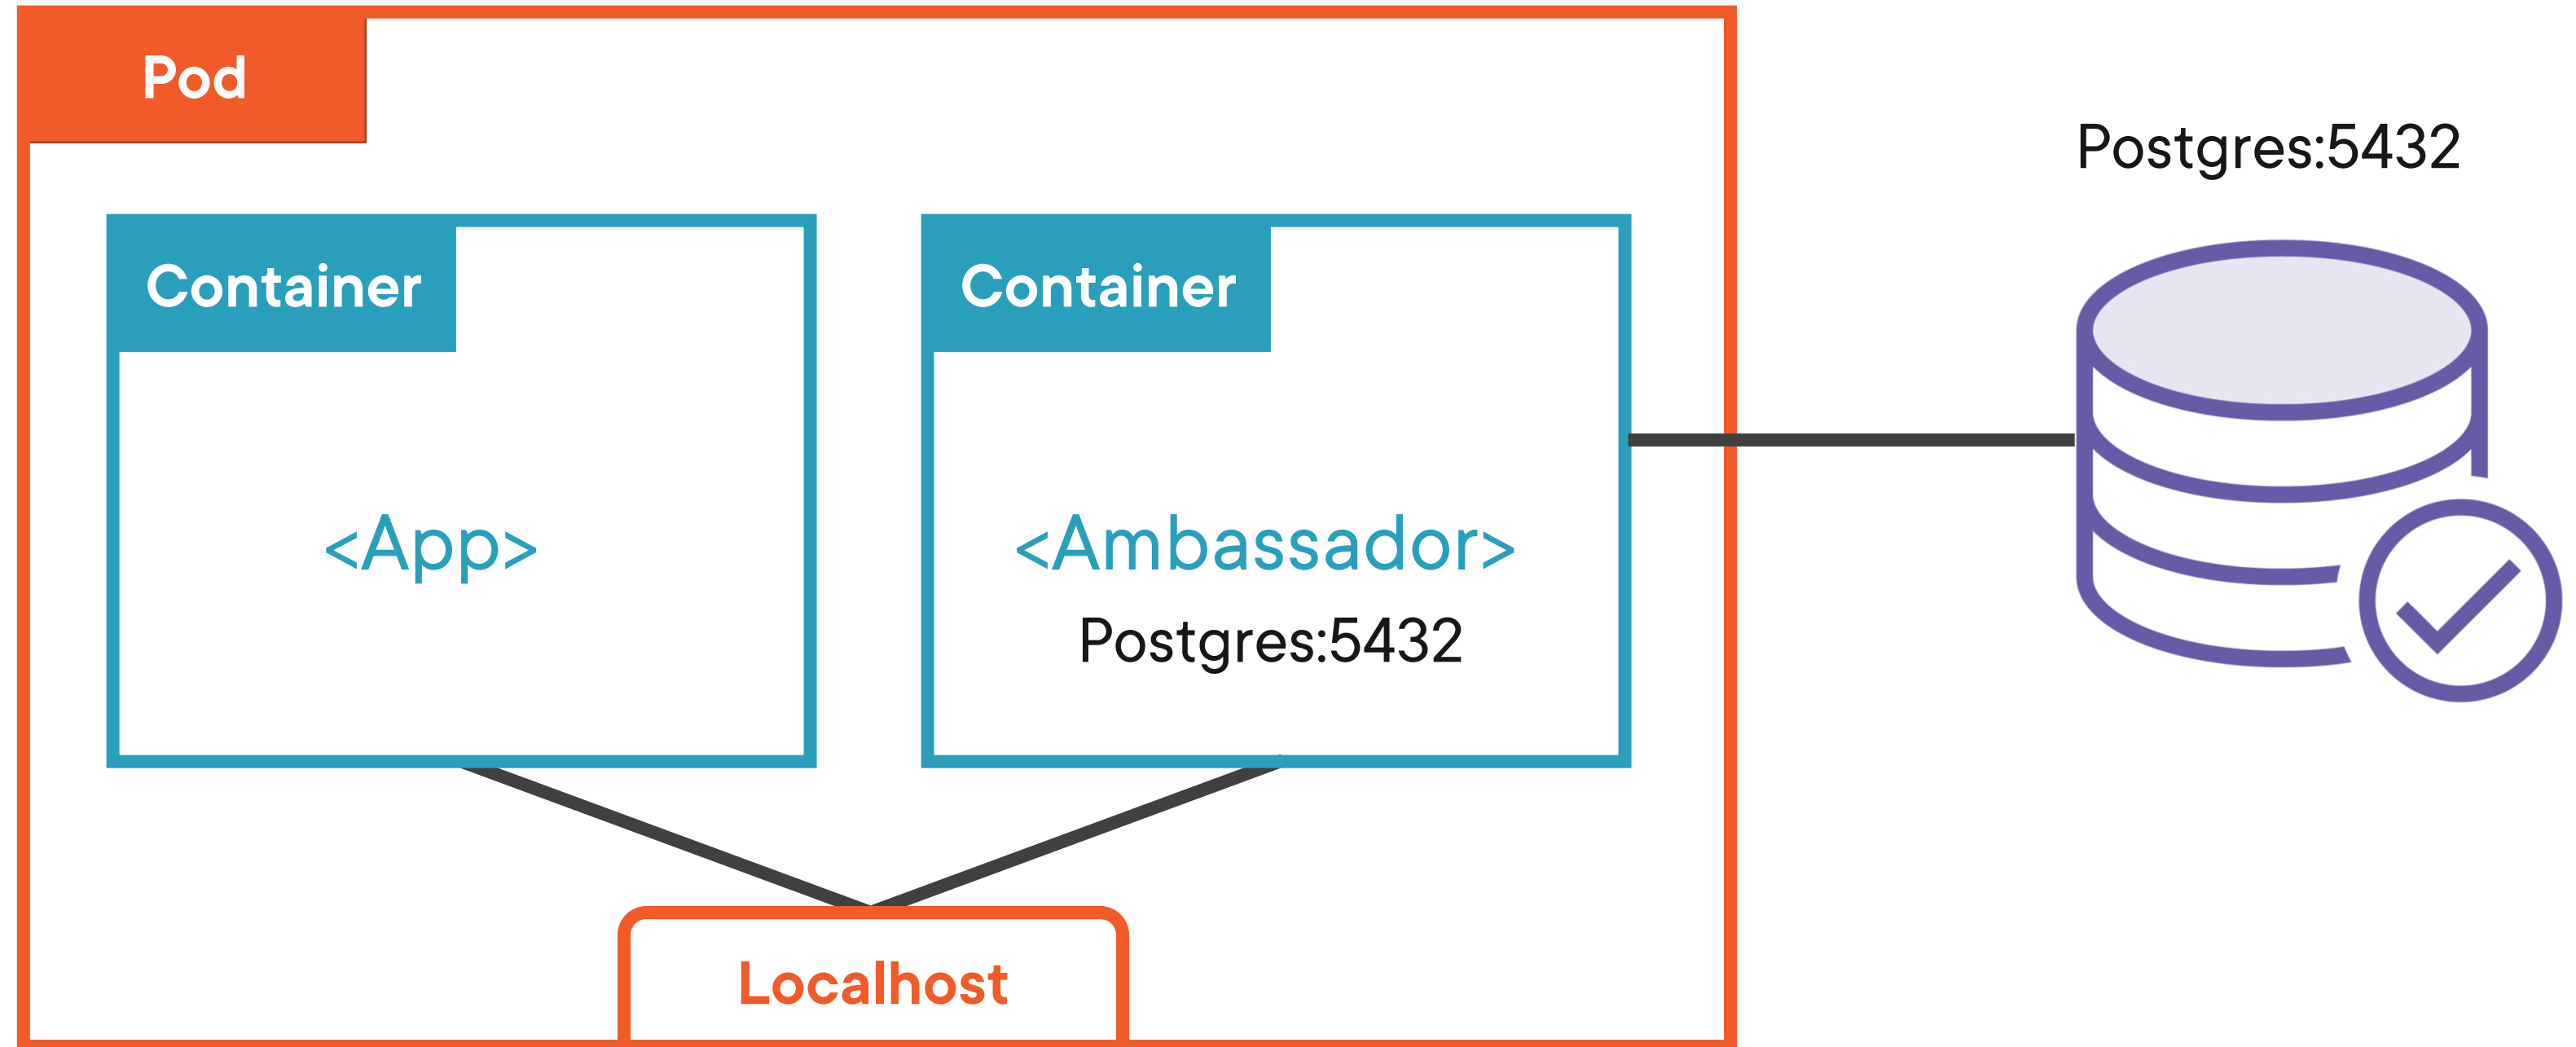 Pod
Postgres:5432
Container
Container
<App>
<Ambassador>
Postgres:5432
Localhost